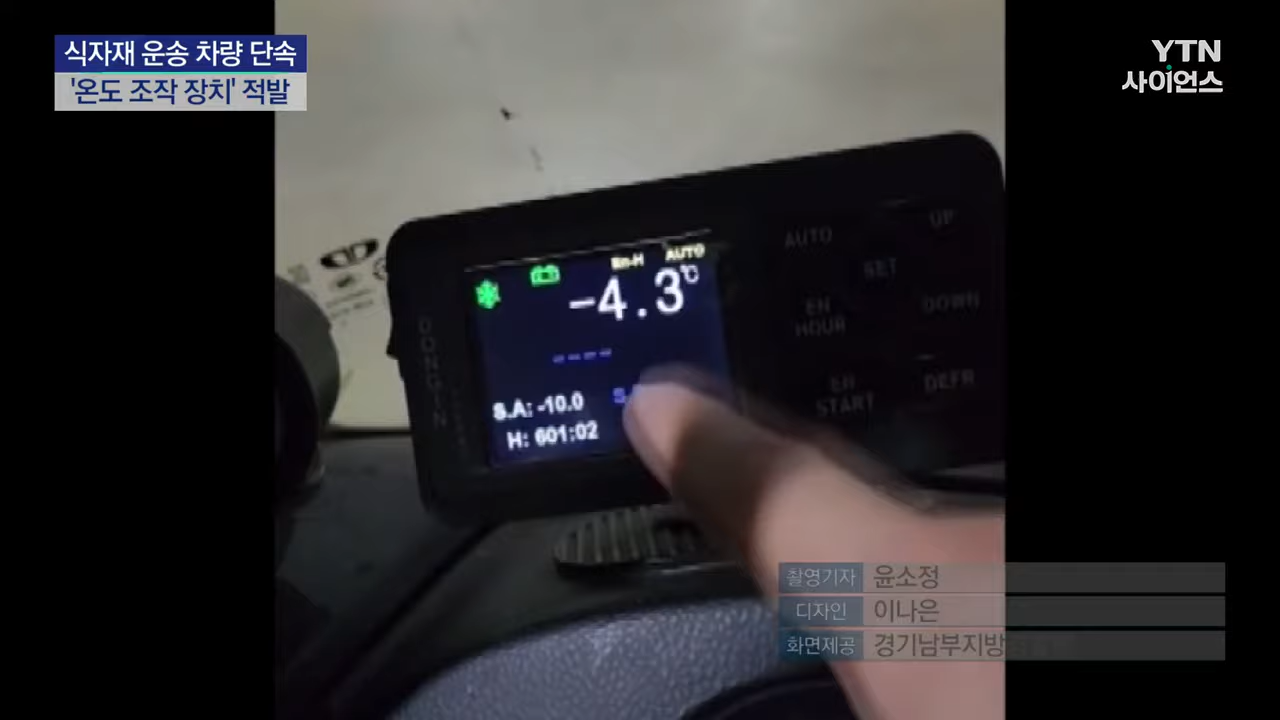 식자재 운송 차량 단속
'온도 조작 장치' 적발
YTN
사이언스
En-H AUTO
-4.3℃
----
S.A: -10.0
H: 601:02
DONGIN
AUTO
UP
SET
EN HOUR
DOWN
EN START
DEFR
촬영기자 윤소정
디자인 이나은
화면제공 경기남부지방